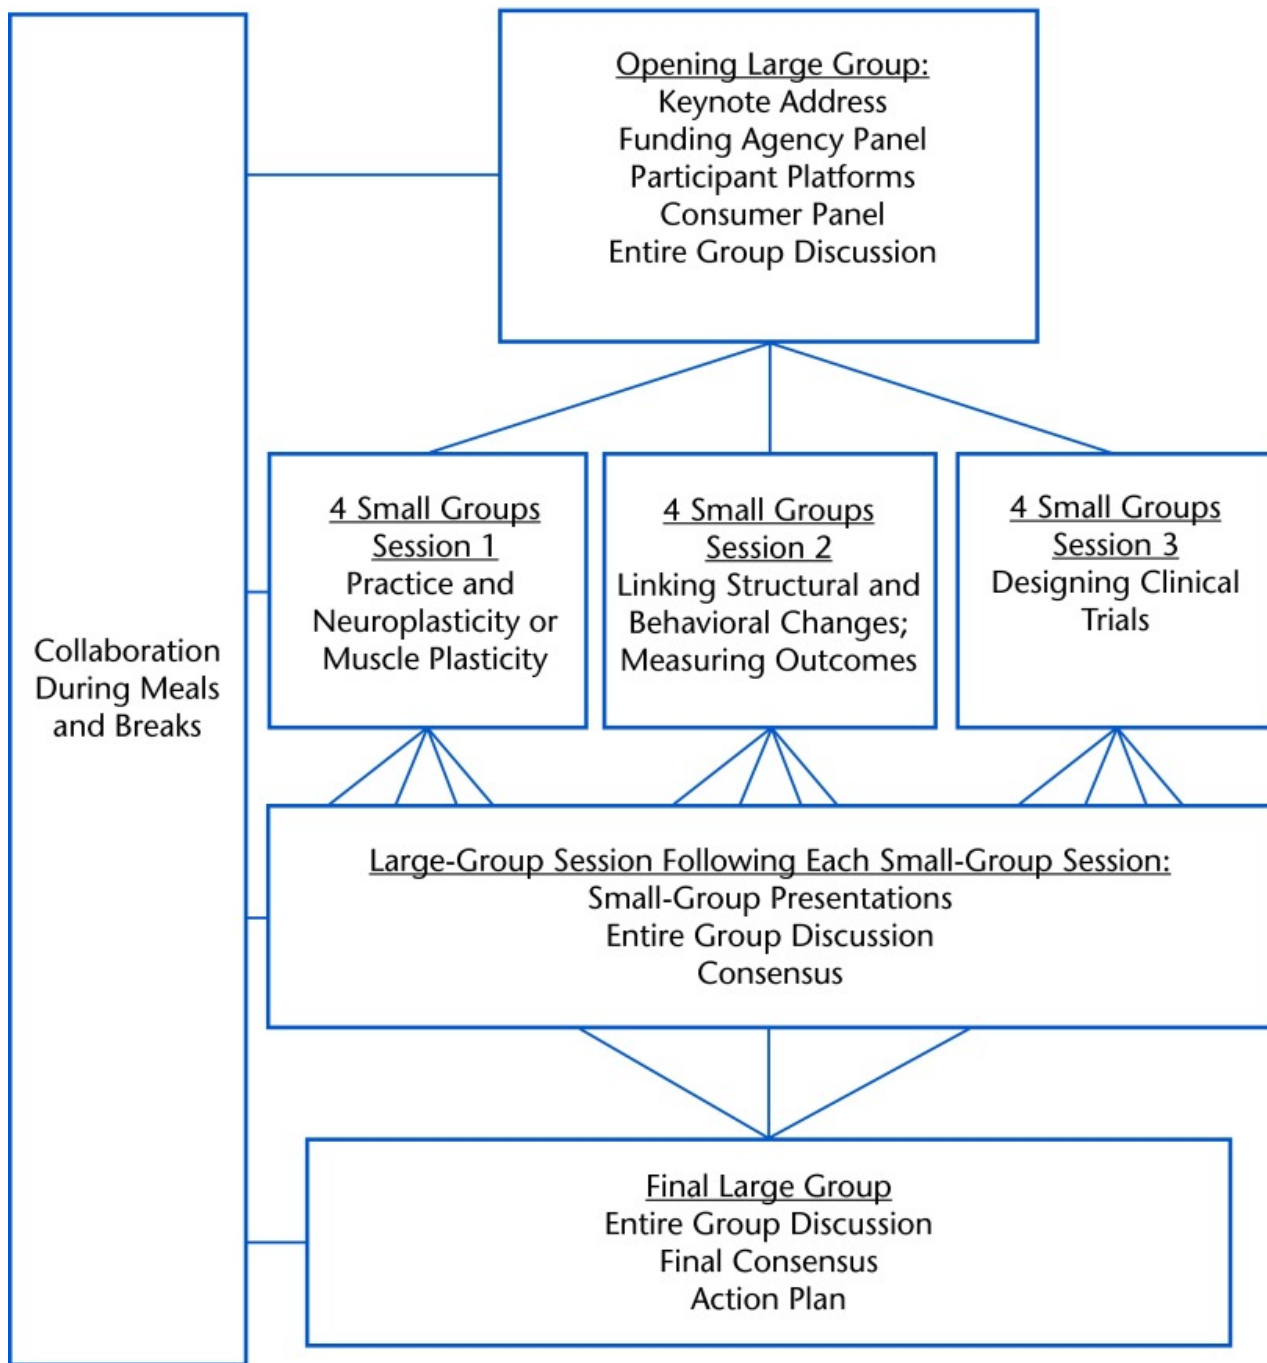 Opening Large Group:
Keynote Address
Funding Agency Panel
Participant Platforms
Consumer Panel
Entire Group Discussion
4 Small Groups
Session 1
Practice and
Neuroplasticity or
Muscle Plasticity
4 Small Groups
Session 2
Linking Structural and
Behavioral Changes;
Measuring Outcomes
4 Small Groups
Session 3
Designing Clinical
Trials
Collaboration
During Meals
and Breaks
Large-Group Session Following Each Small-Group Session:
Small-Group Presentations
Entire Group Discussion
Consensus
Final Large Group
Entire Group Discussion
Final Consensus
Action Plan